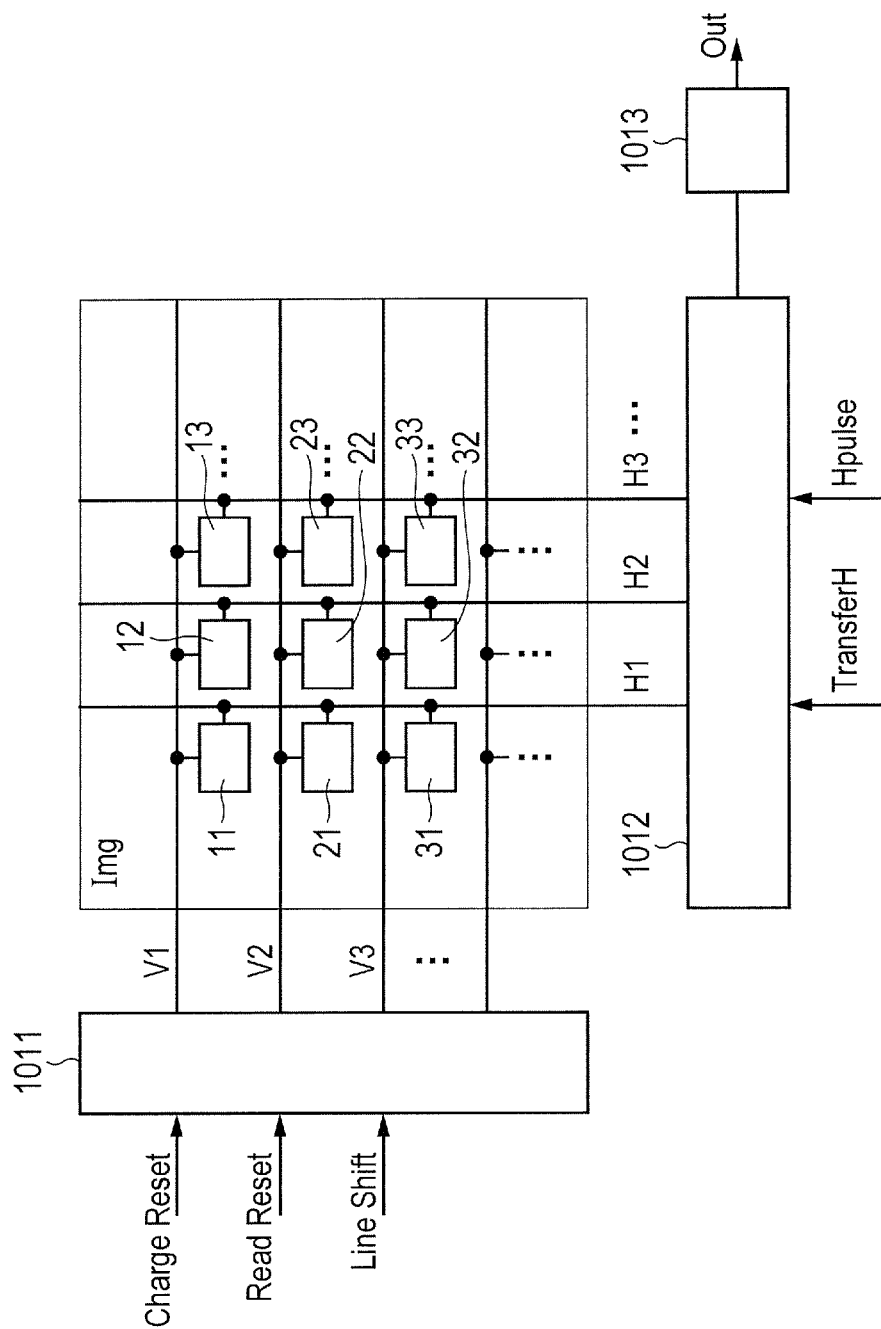 1011
Img
Charge Reset
V1
12
13
...
11
Read Reset
V2
23
...
21
22
Line Shift
V3
33
...
31
32
...
... ... ...
H1
H2
H3
...
1012
1013
Out
TransferH
Hpulse